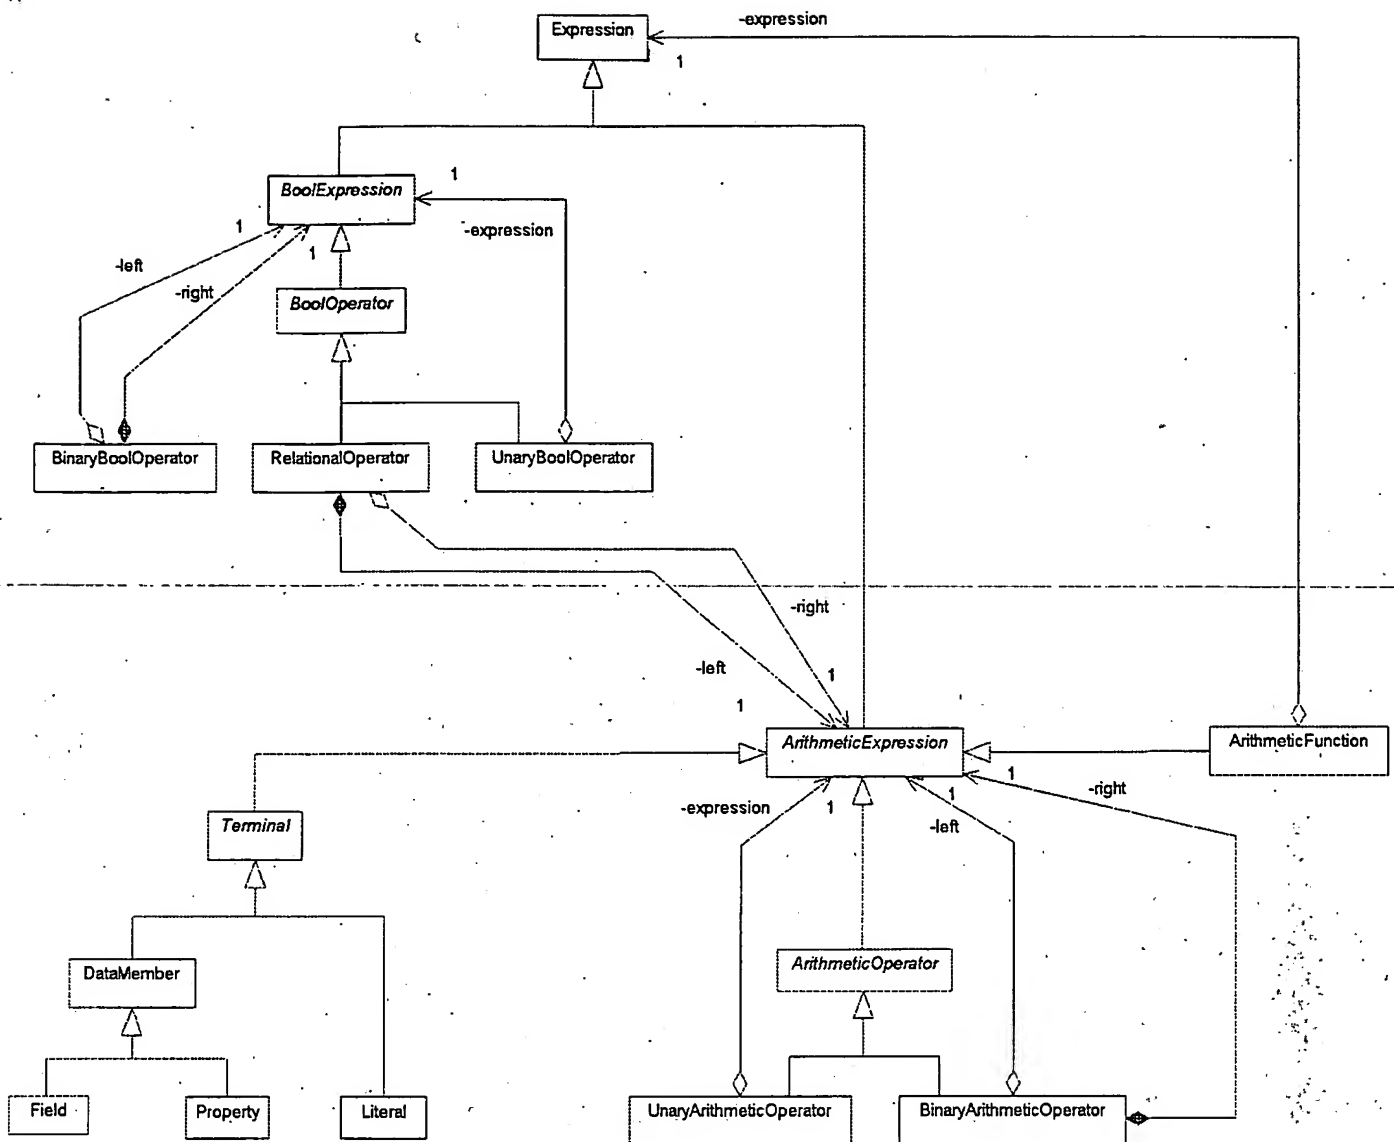 -expression
Expression
1
1
BoolExpression
1
-expression
1
-left
-right
BoolOperator
BinaryBoolOperator
RelationalOperator
UnaryBoolOperator
-right
-left
1
1
ArithmeticExpression
ArithmeticFunction
1
-right
-expression
1
1
-left
Terminal
ArithmeticOperator
DataMember
Field
Property
Literal
UnaryArithmeticOperator
BinaryArithmeticOperator